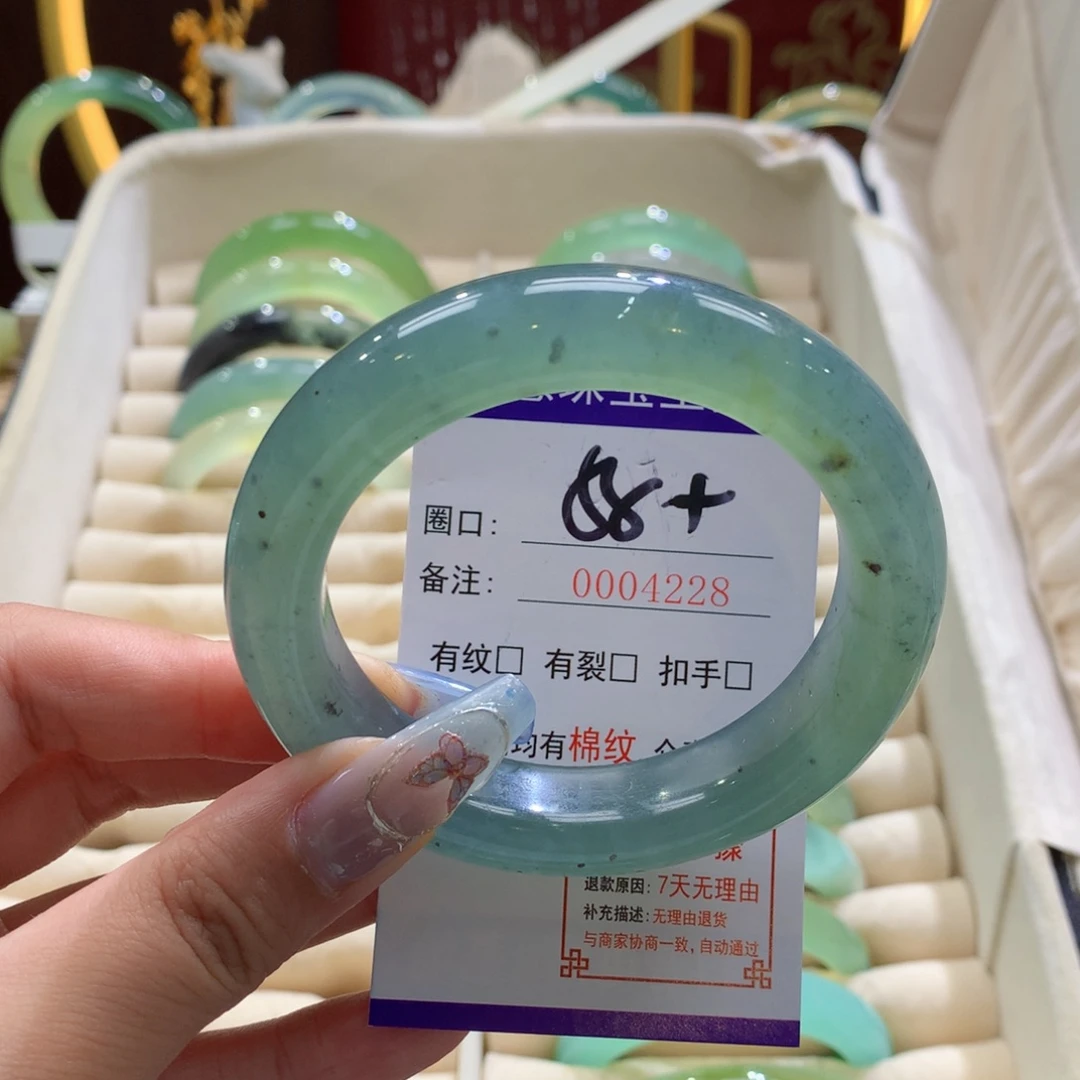 圈口: 58+
备注: 0004228
有纹□ 有裂□ 扣手□
均有棉纹
退款原因: 7天无理由
补充描述: 无理由退货
与商家协商一致, 自动通过